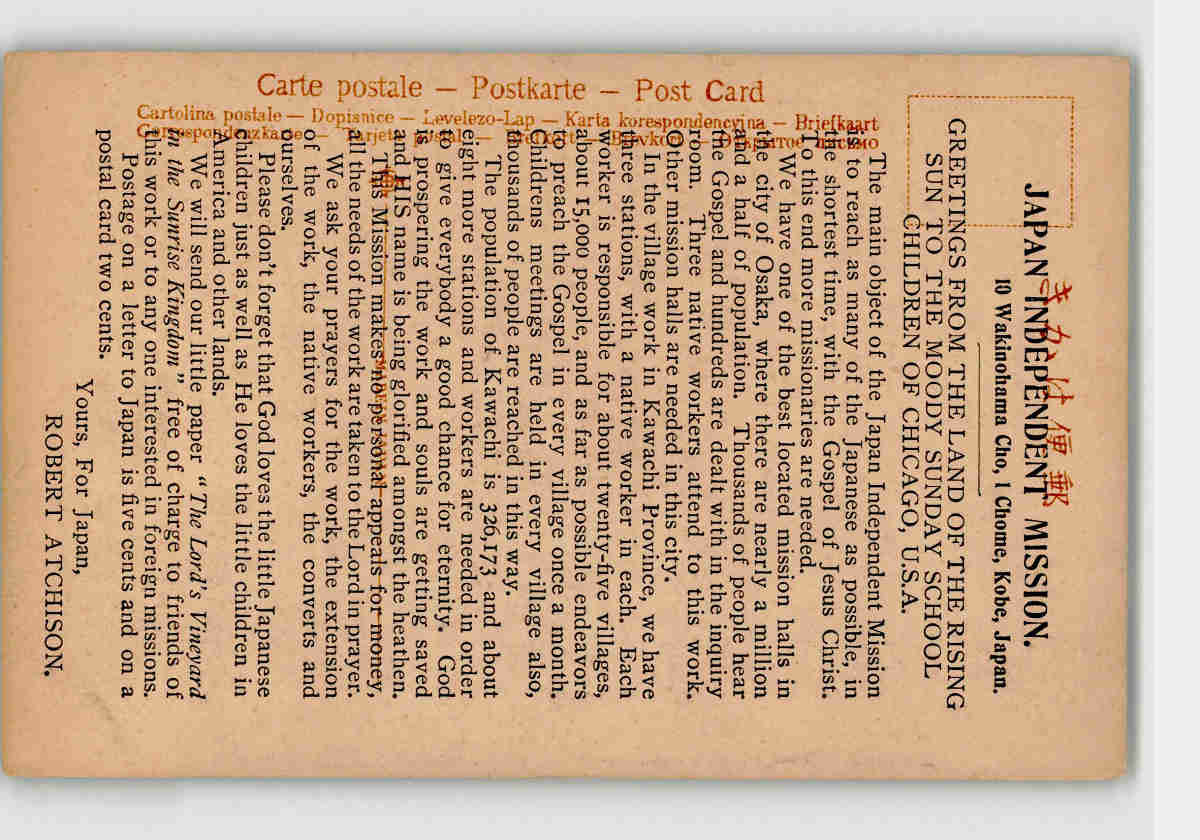 Carte postale — Postkarte — Post Card
Cartolina postale — Dopisnice — Levelezo-Lap — Karta korespondencyjna — Briefkaart
きかは便郵
JAPAN INDEPENDENT MISSION.
10 Wakinohama Cho, 1 Chome, Kobe, Japan.
GREETINGS FROM THE LAND OF THE RISING
SUN TO THE MOODY SUNDAY SCHOOL
CHILDREN OF CHICAGO, U.S.A.
The main object of the Japan Independent Mission
is to reach as many of the Japanese as possible, in
the shortest time, with the Gospel of Jesus Christ.
To this end more missionaries are needed.
We have one of the best located mission halls in
the city of Osaka, where there are nearly a million
and a half of population. Thousands of people hear
the Gospel and hundreds are dealt with in the inquiry
room. Three native workers attend to this work.
Other mission halls are needed in this city.
In the village work in Kawachi Province, we have
three stations, with a native worker in each. Each
worker is responsible for about twenty-five villages,
about 15,000 people, and as far as possible endeavors
to preach the Gospel in every village once a month.
Childrens meetings are held in every village also,
thousands of people are reached in this way.
The population of Kawachi is 326,173 and about
eight more stations and workers are needed in order
to give everybody a good chance for eternity. God
is prospering the work and souls are getting saved
and HIS name is being glorified amongst the heathen.
This Mission makes no personal appeals for money,
all the needs of the work are taken to the Lord in prayer.
We ask your prayers for the work, the extension
of the work, the native workers, the converts and
ourselves.
Please don't forget that God loves the little Japanese
children just as well as He loves the little children in
America and other lands.
We will send our little paper "The Lord's Vineyard
in the Sunrise Kingdom" free of charge to friends of
this work or to any one interested in foreign missions.
Postage on a letter to Japan is five cents and on a
postal card two cents.
Yours, For Japan,
ROBERT ATCHISON.